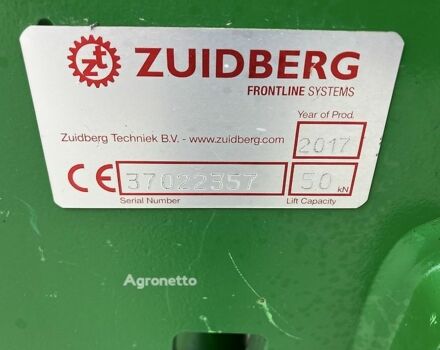 zt ZUIDBERG
FRONTLINE SYSTEMS
Year of Prod.
Zuidberg Techniek B.V. - www.zuidberg.com 2017
CE 37022357 50 kN
Serial Number Lift Capacity
Agronetto